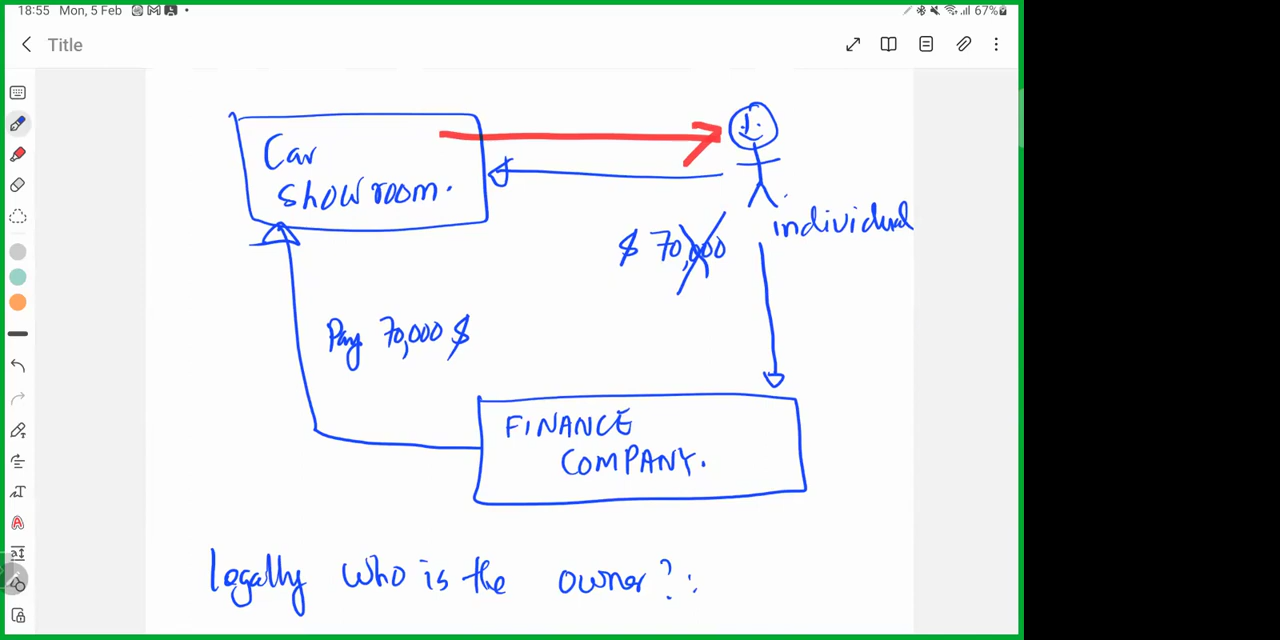 18:55 Mon, 5 Feb
67%
Title
Car
showroom.
individual
$ 70,000
Pay 70,000 $
FINANCE
COMPANY.
legally who is the owner?: